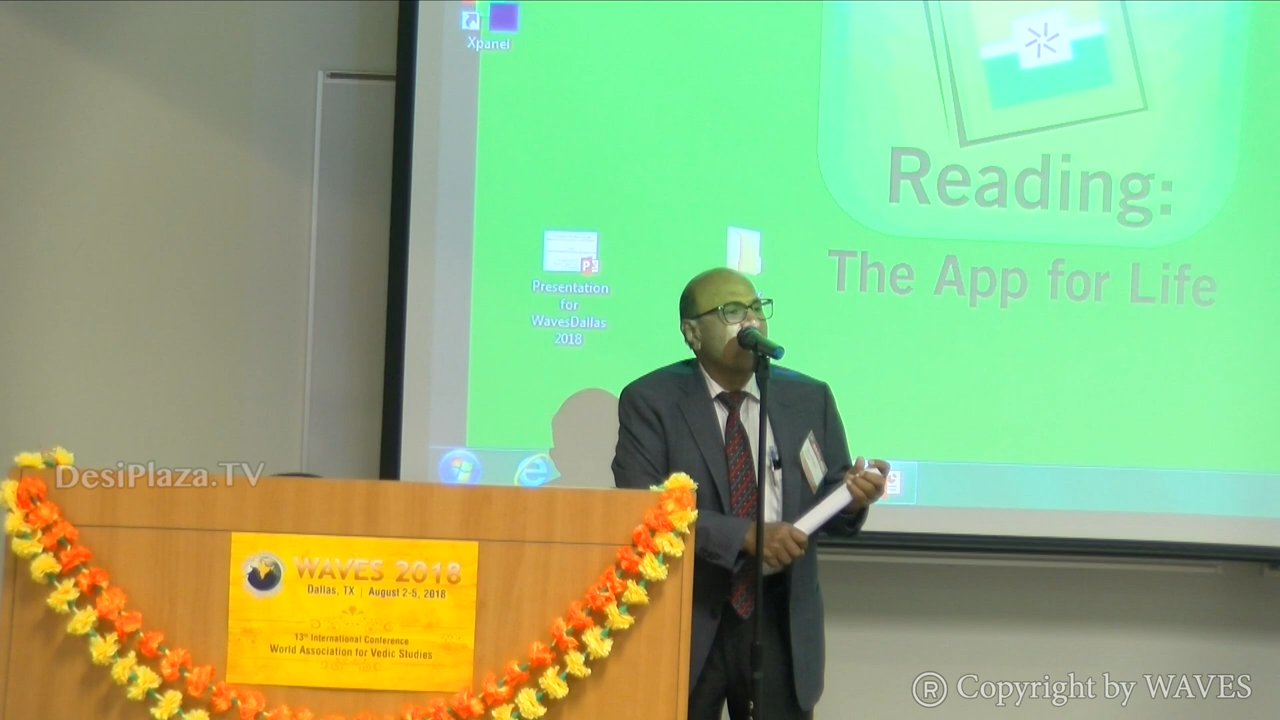 Xpanel
Reading:
The App for Life
Presentation
for
WavesDallas
2018
DesiPlaza.TV
WAVES 2018
Dallas, TX | August 2-5, 2018
13th International Conference
World Association for Vedic Studies
® Copyright by WAVES